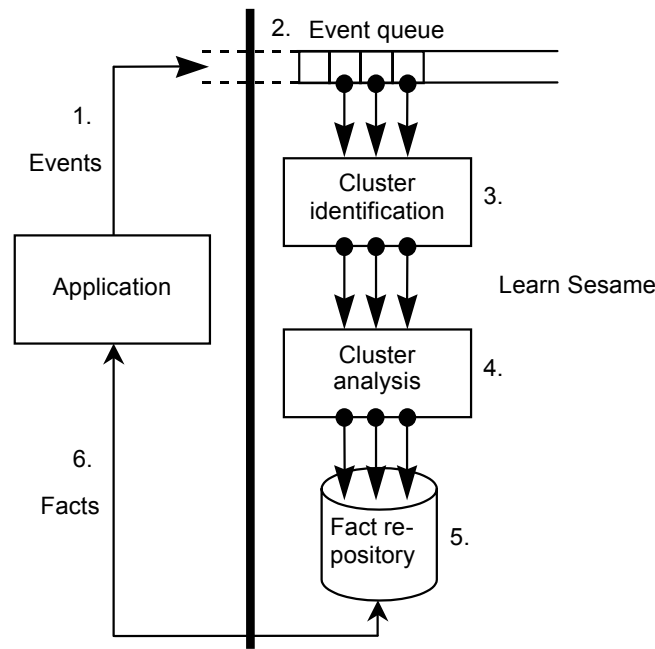 2. Event queue
1.
Events
Cluster
identification
3.
Application
Learn Sesame
Cluster
analysis
4.
6.
Facts
Fact re-
pository
5.